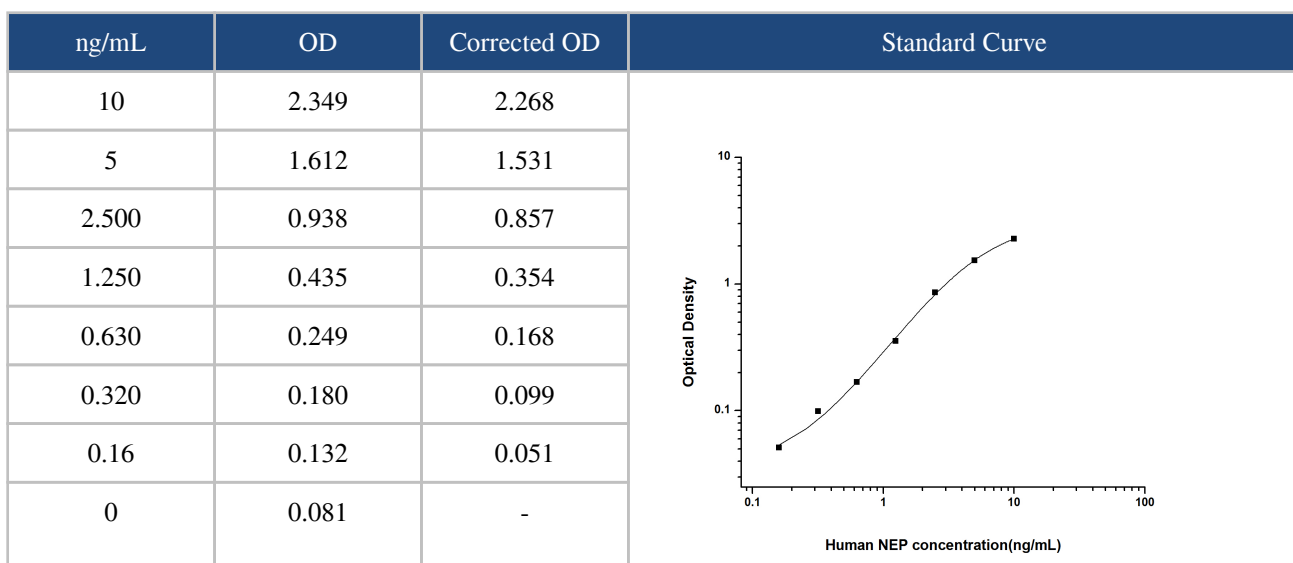 ng/mL OD Corrected OD Standard Curve
10 2.349 2.268
5 1.612 1.531
2.500 0.938 0.857
1.250 0.435 0.354
0.630 0.249 0.168
0.320 0.180 0.099
0.16 0.132 0.051
0 0.081 -
10
1
0.1
Optical Density
0.1 1 10 100
Human NEP concentration(ng/mL)